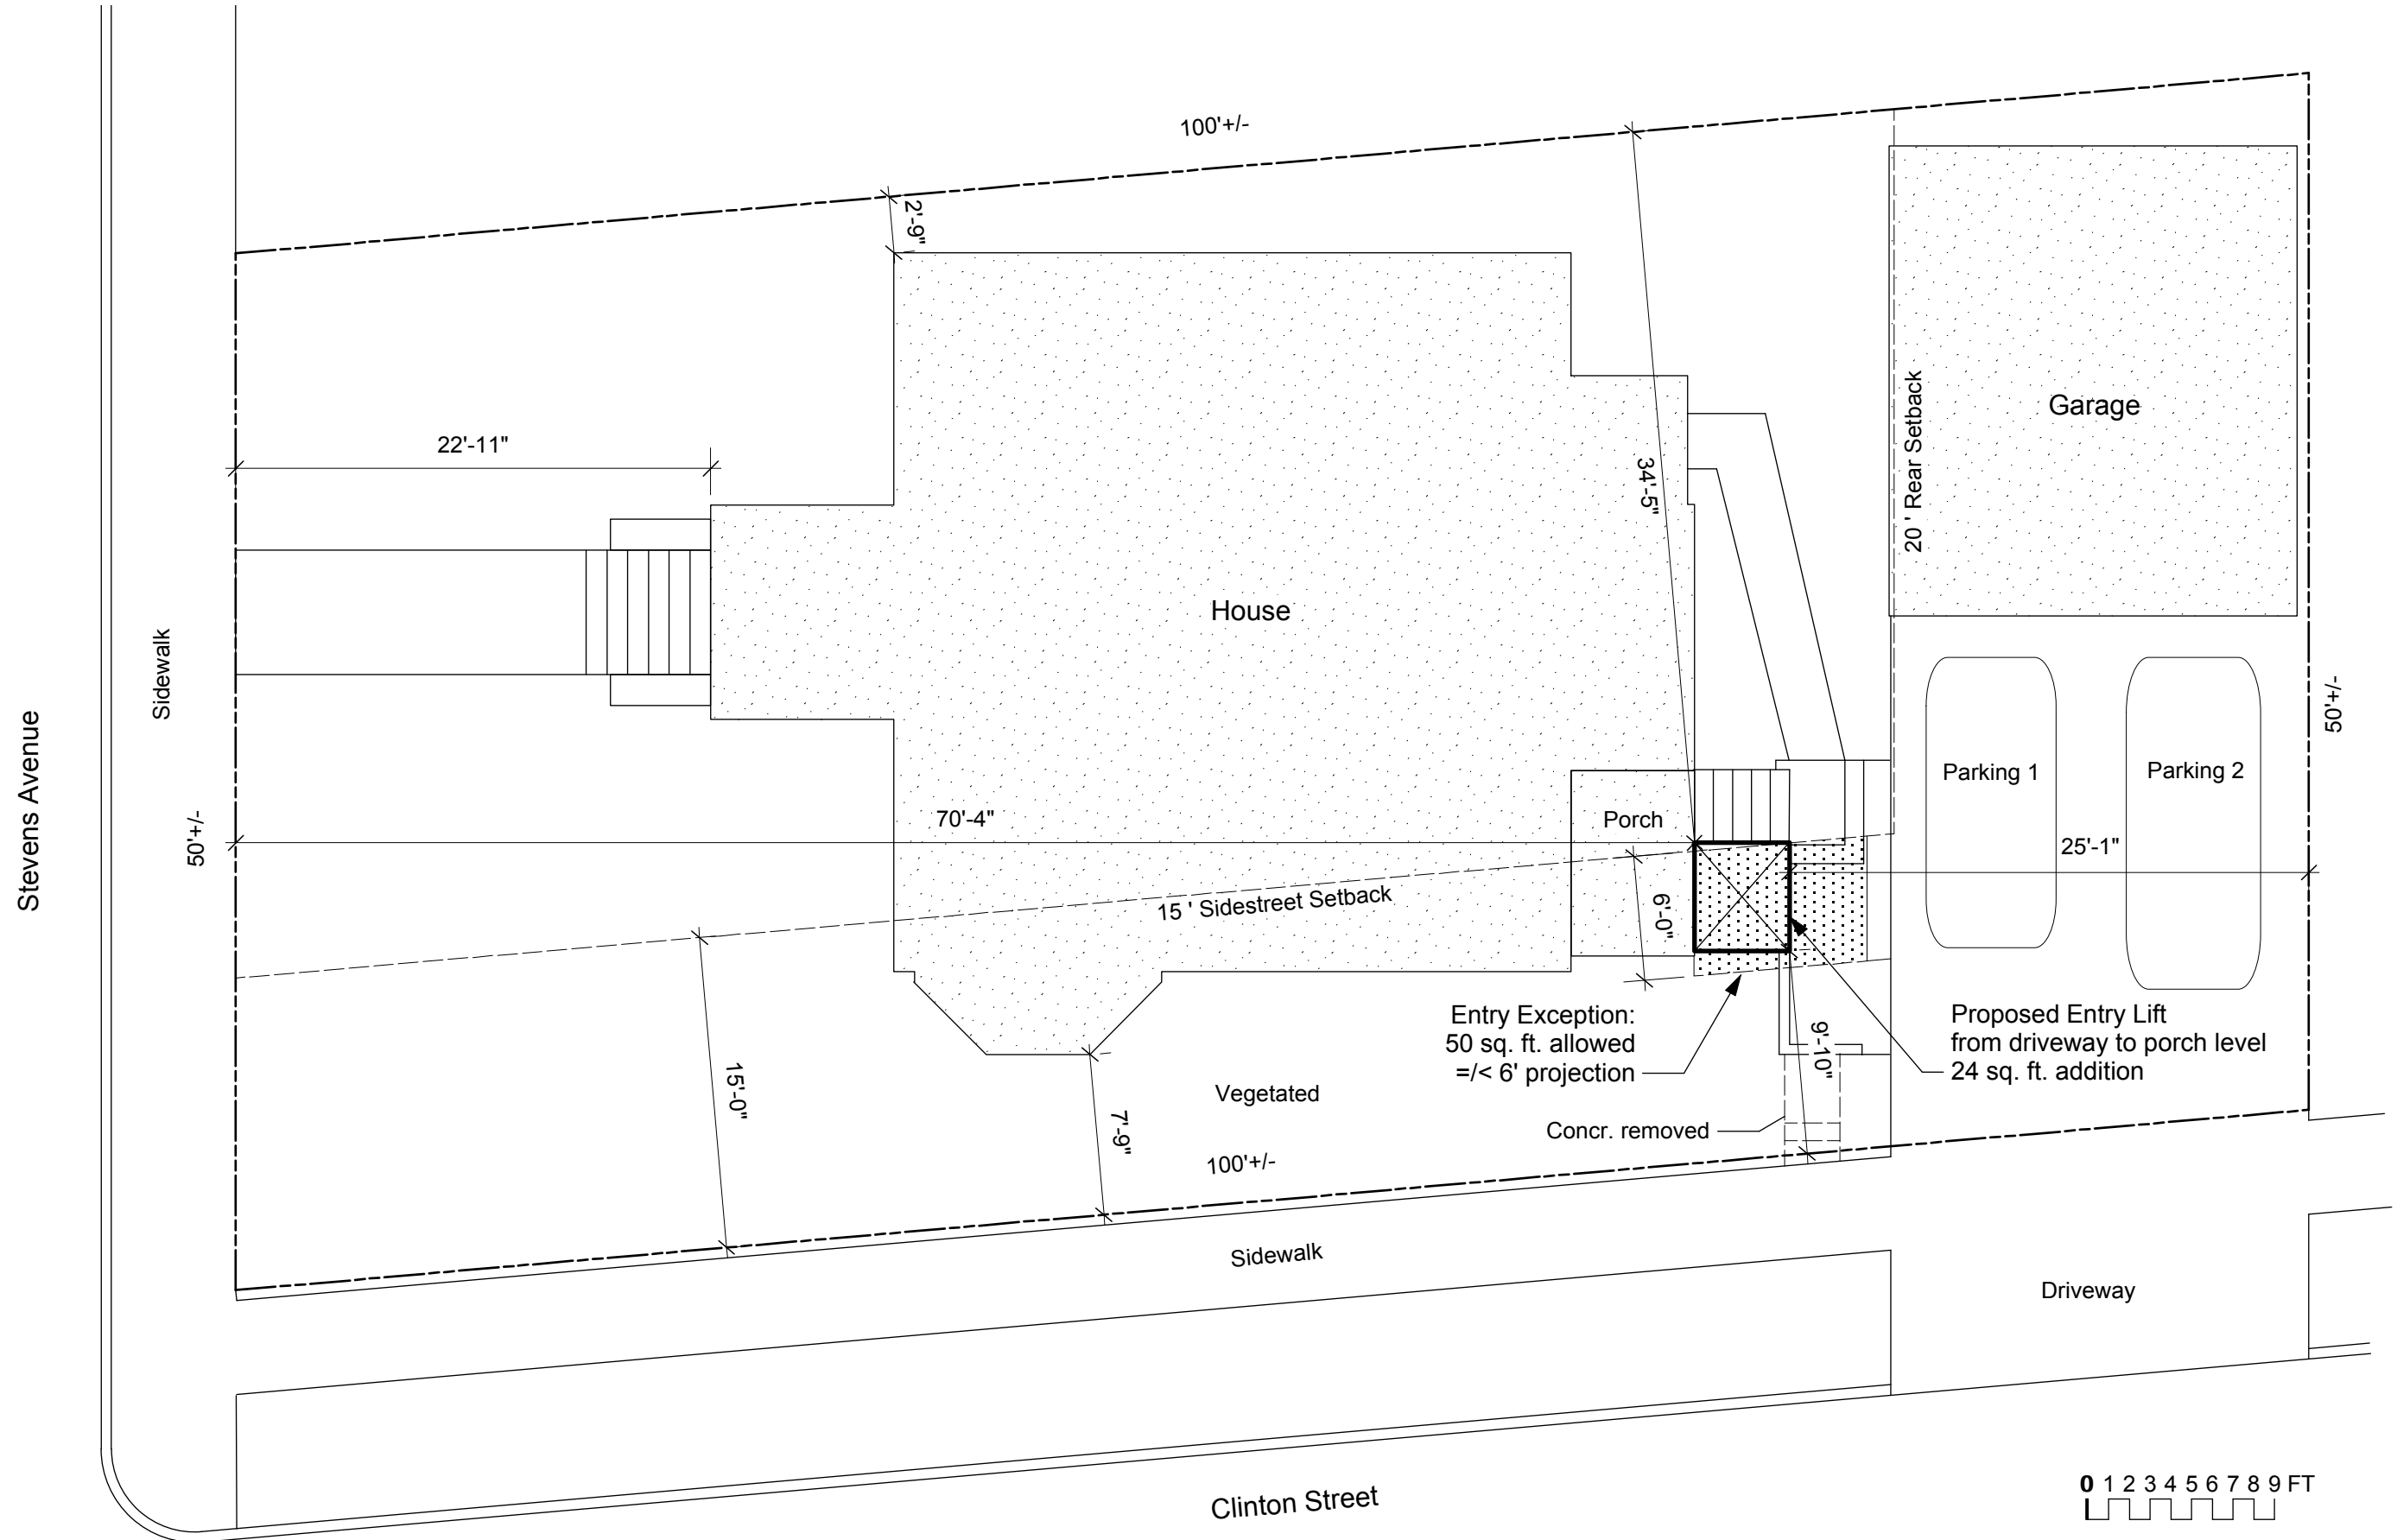 100'+/-
2'-9"
22'-11"
34'-5"
20 ' Rear Setback
Garage
House
Sidewalk
Stevens Avenue
50'+/-
50'+/-
Parking 1
Parking 2
70'-4"
Porch
25'-1"
15 ' Sidestreet Setback
6'-0"
Entry Exception:
50 sq. ft. allowed
=/< 6' projection
9'-10"
Proposed Entry Lift
from driveway to porch level
24 sq. ft. addition
15'-0"
7'-9"
Vegetated
Concr. removed
100'+/-
Sidewalk
Driveway
Clinton Street
0 1 2 3 4 5 6 7 8 9 FT